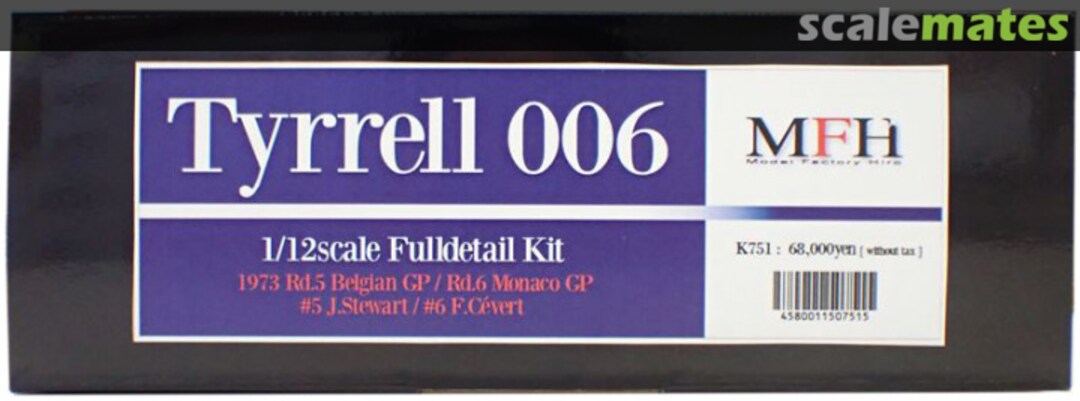 scalemates
Tyrrell 006
MFH
Model Factory Hiro
1/12scale Fulldetail Kit
1973 Rd.5 Belgian GP / Rd.6 Monaco GP
#5 J.Stewart / #6 F.Cévert
K751 : 68,000yen [ without tax ]
4580011507515